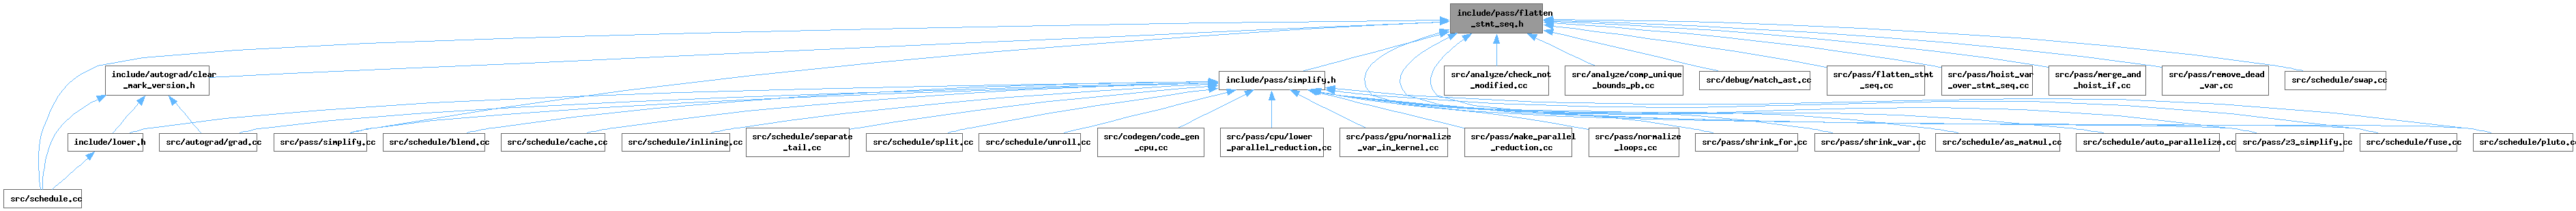 include/pass/flatten
_stmt_seq.h
include/autograd/clear
_mark_version.h
include/pass/simplify.h
src/analyze/check_not
_modified.cc
src/analyze/comp_unique
_bounds_pb.cc
src/debug/match_ast.cc
src/pass/flatten_stmt
_seq.cc
src/pass/hoist_var
_over_stmt_seq.cc
src/pass/merge_and
_hoist_if.cc
src/pass/remove_dead
_var.cc
src/schedule/swap.cc
include/lower.h
src/autograd/grad.cc
src/pass/simplify.cc
src/schedule/blend.cc
src/schedule/cache.cc
src/schedule/inlining.cc
src/schedule/separate
_tail.cc
src/schedule/split.cc
src/schedule/unroll.cc
src/codegen/code_gen
_cpu.cc
src/pass/cpu/lower
_parallel_reduction.cc
src/pass/gpu/normalize
_var_in_kernel.cc
src/pass/make_parallel
_reduction.cc
src/pass/normalize
_loops.cc
src/pass/shrink_for.cc
src/pass/shrink_var.cc
src/schedule/as_matmul.cc
src/schedule/auto_parallelize.cc
src/pass/z3_simplify.cc
src/schedule/fuse.cc
src/schedule/pluto.cc
src/schedule.cc